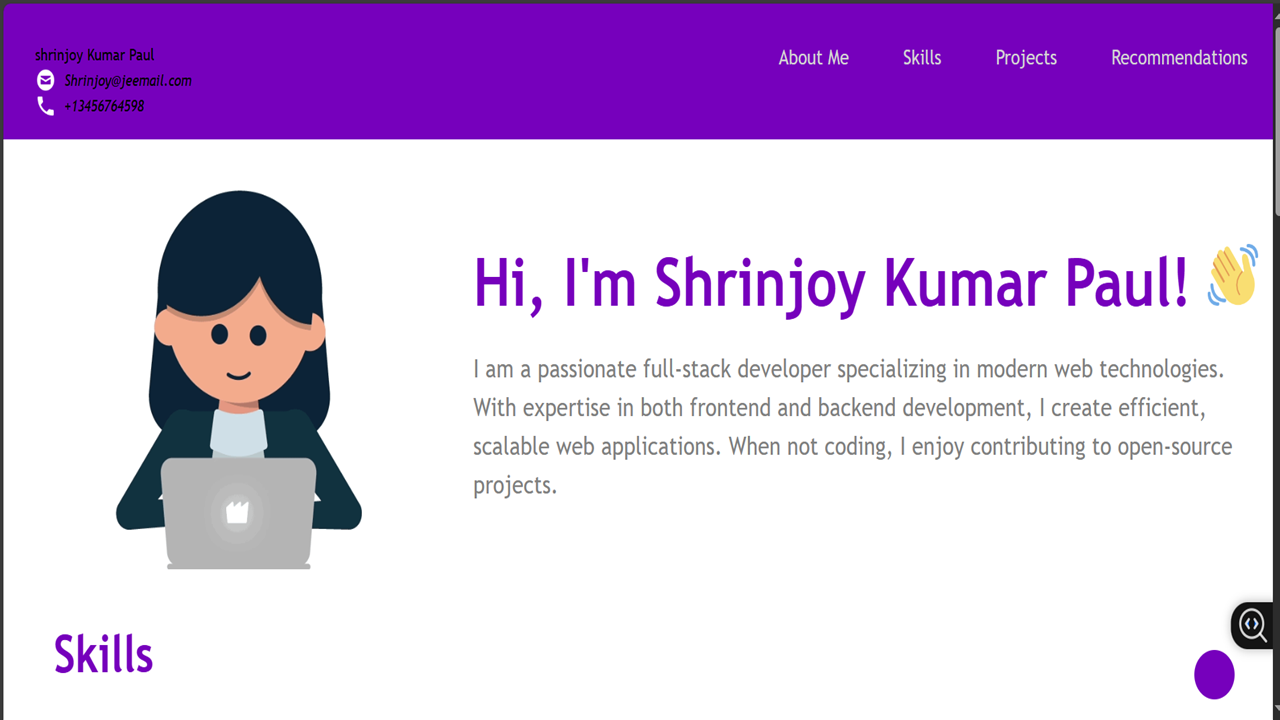 shrinjoy Kumar Paul
Shrinjoy@jeemail.com
+13456764598
About Me Skills Projects Recommendations
Hi, I'm Shrinjoy Kumar Paul! 👋
I am a passionate full-stack developer specializing in modern web technologies.
With expertise in both frontend and backend development, I create efficient,
scalable web applications. When not coding, I enjoy contributing to open-source
projects.
Skills